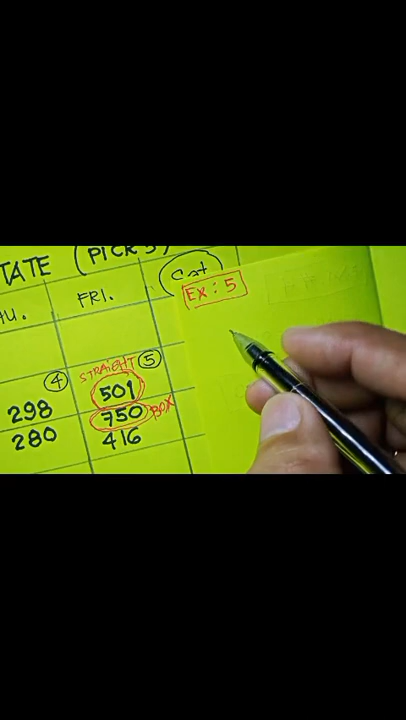 TATE (PICK 3)
Sat
HU. FRI.
EX : 5
STRAIGHT 5
4
501
298 750 BOX
280 416